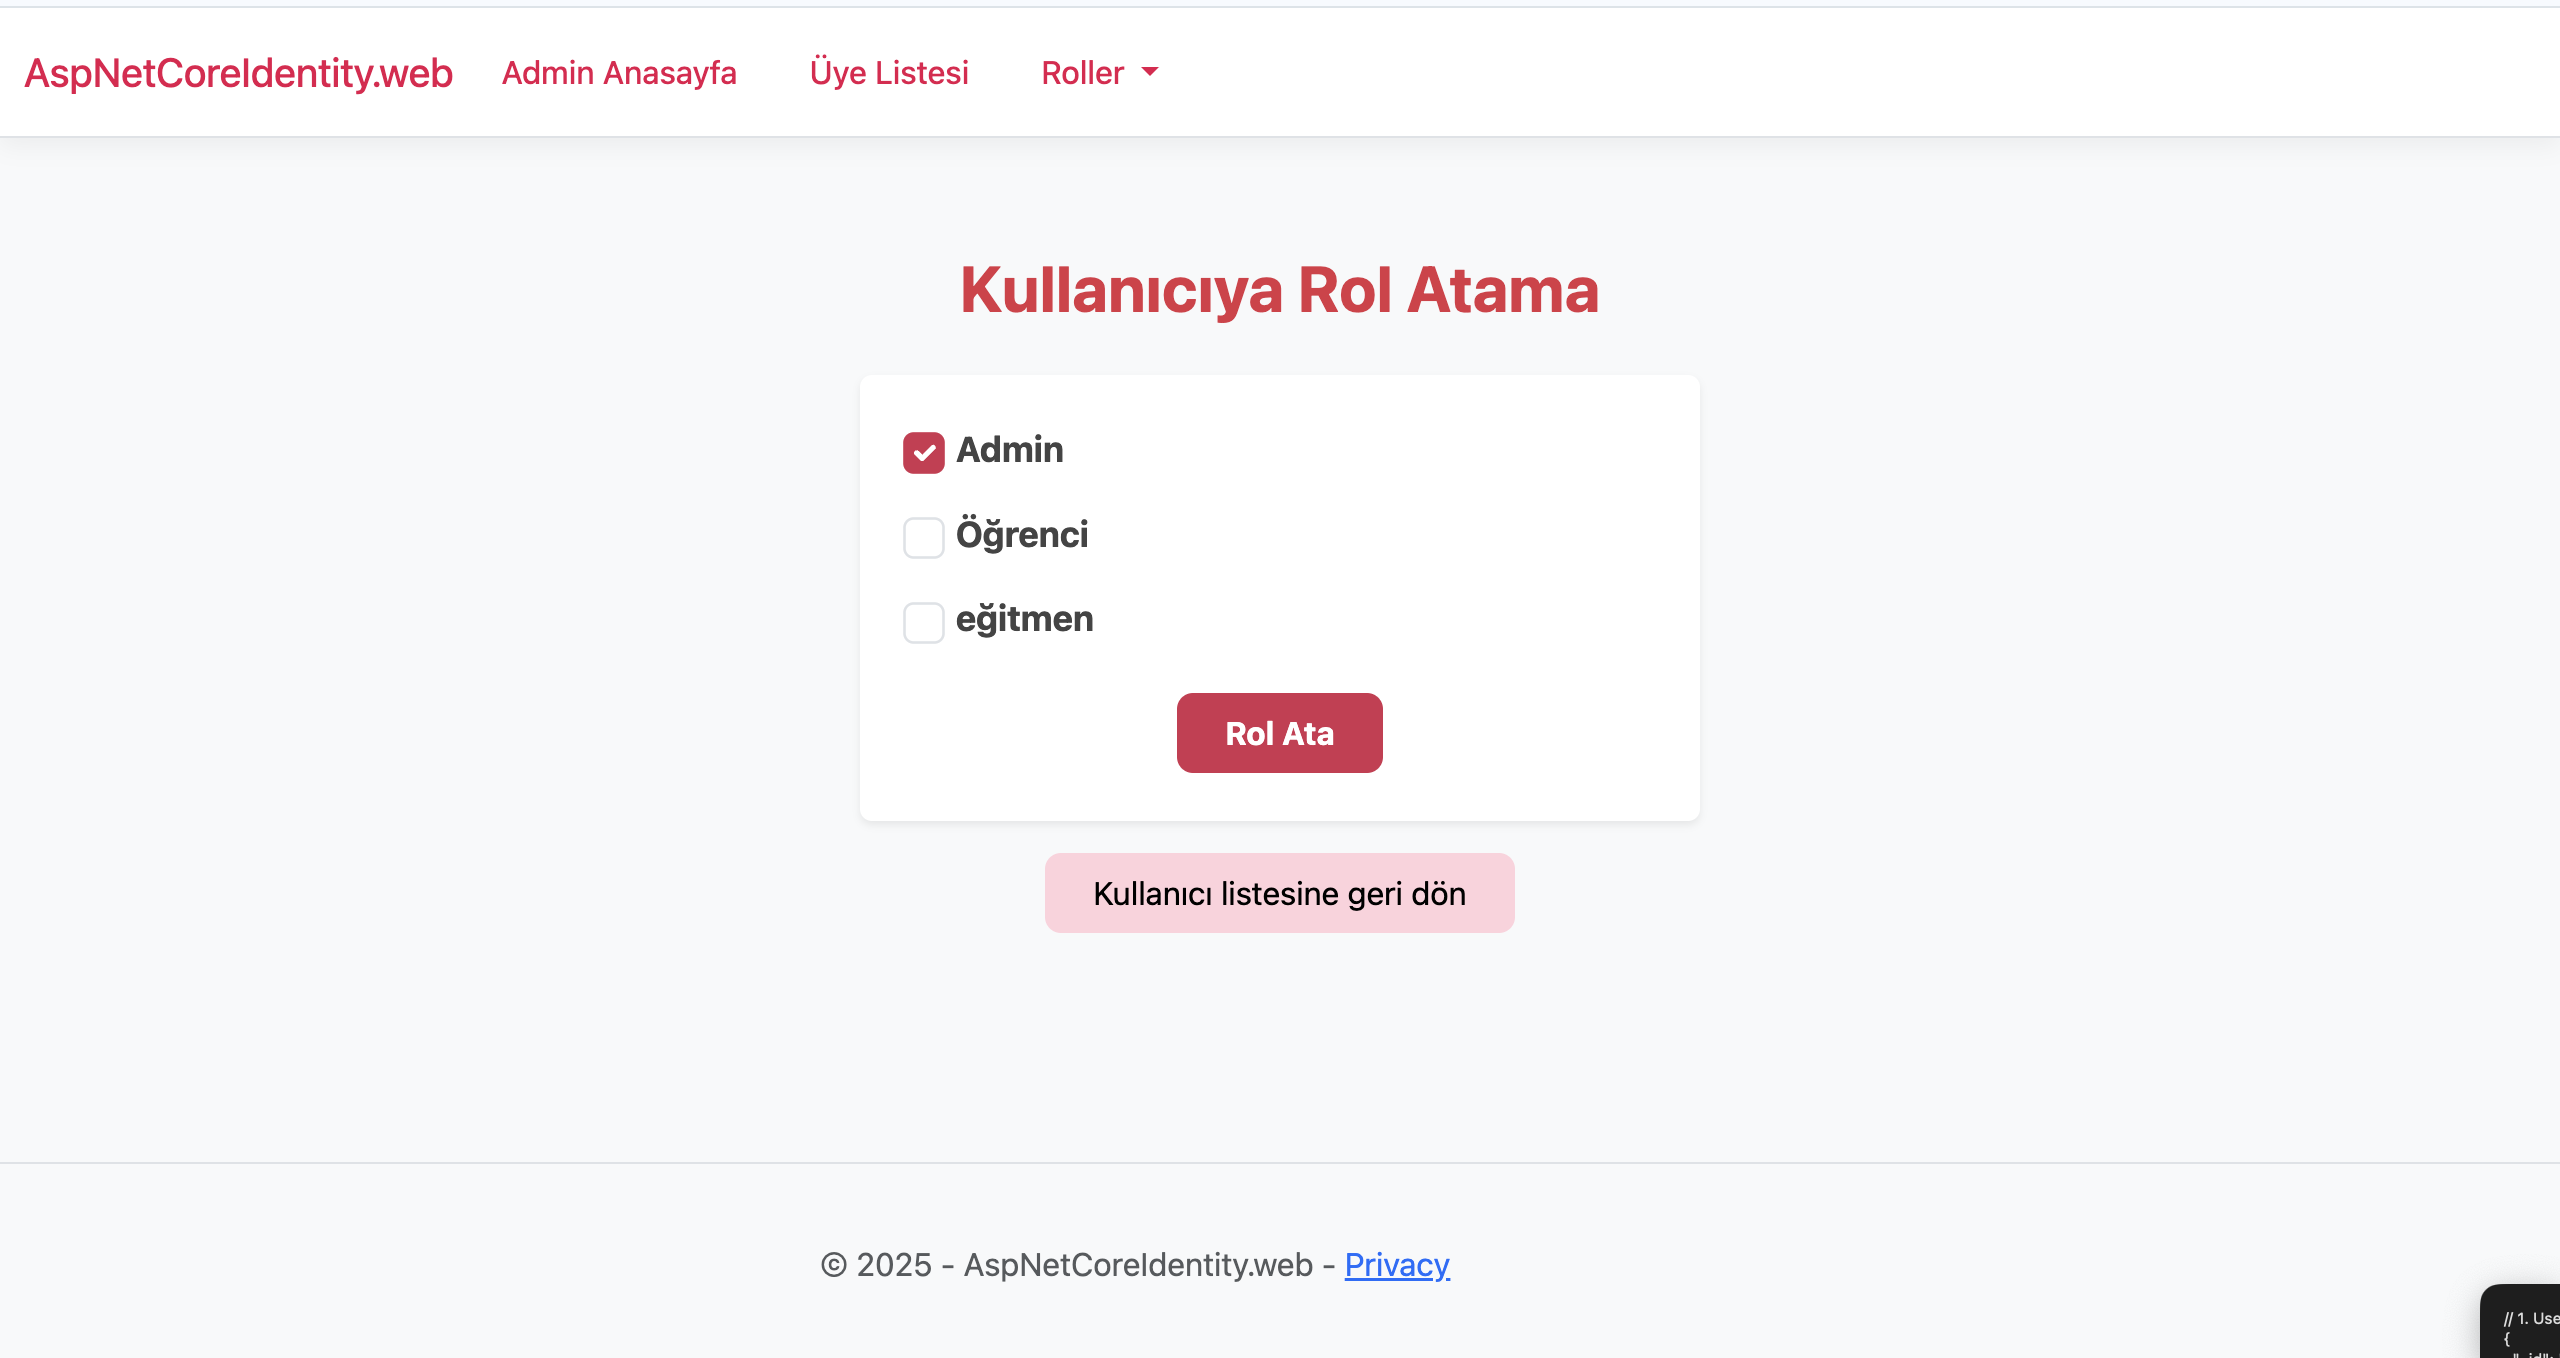 AspNetCoreIdentity.web Admin Anasayfa Üye Listesi Roller
Kullanıcıya Rol Atama
Admin
Öğrenci
eğitmen
Rol Ata
Kullanıcı listesine geri dön
© 2025 - AspNetCoreIdentity.web - Privacy
// 1. Use
{